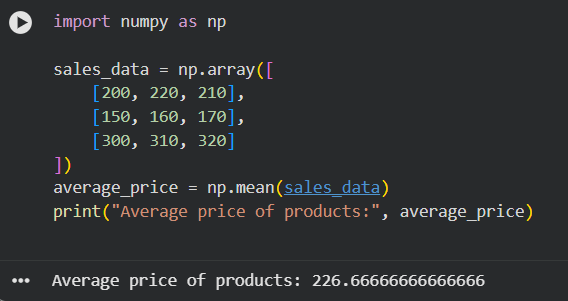 import numpy as np
sales_data = np.array([
[200, 220, 210],
[150, 160, 170],
[300, 310, 320]
])
average_price = np.mean(sales_data)
print("Average price of products:", average_price)
Average price of products: 226.66666666666666